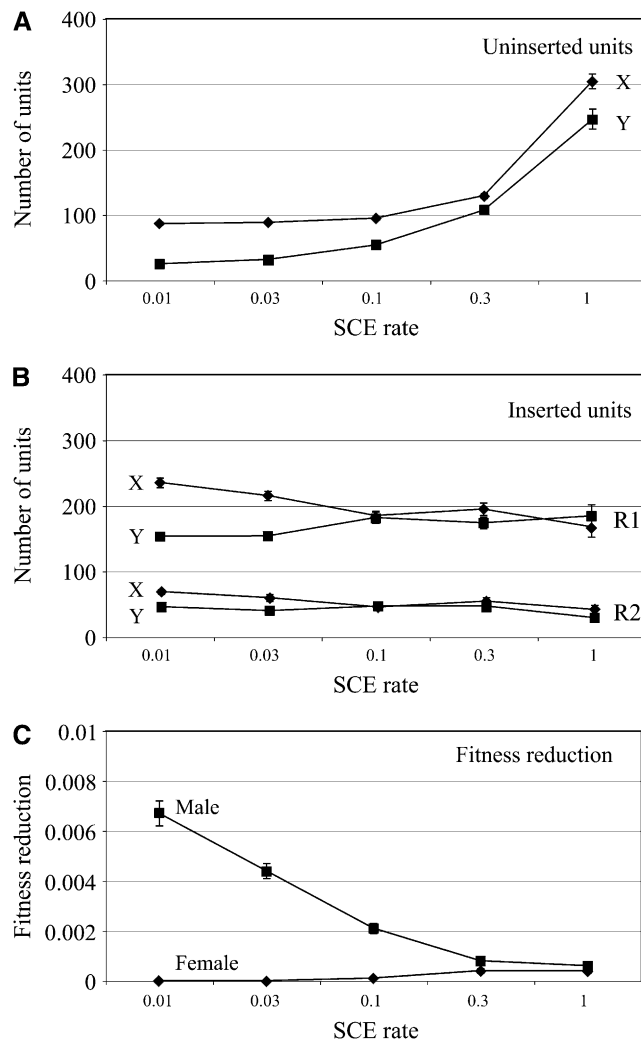 A
400
Uninserted units
300
X
Y
200
100
0
Number of units
0.01 0.03 0.1 0.3 1
SCE rate
B
400
Inserted units
300
X
200
R1
Y
100
X
Y
R2
0
Number of units
0.01 0.03 0.1 0.3 1
SCE rate
C
0.01
Fitness reduction
0.008
Male
0.006
0.004
0.002
Female
0
Fitness reduction
0.01 0.03 0.1 0.3 1
SCE rate